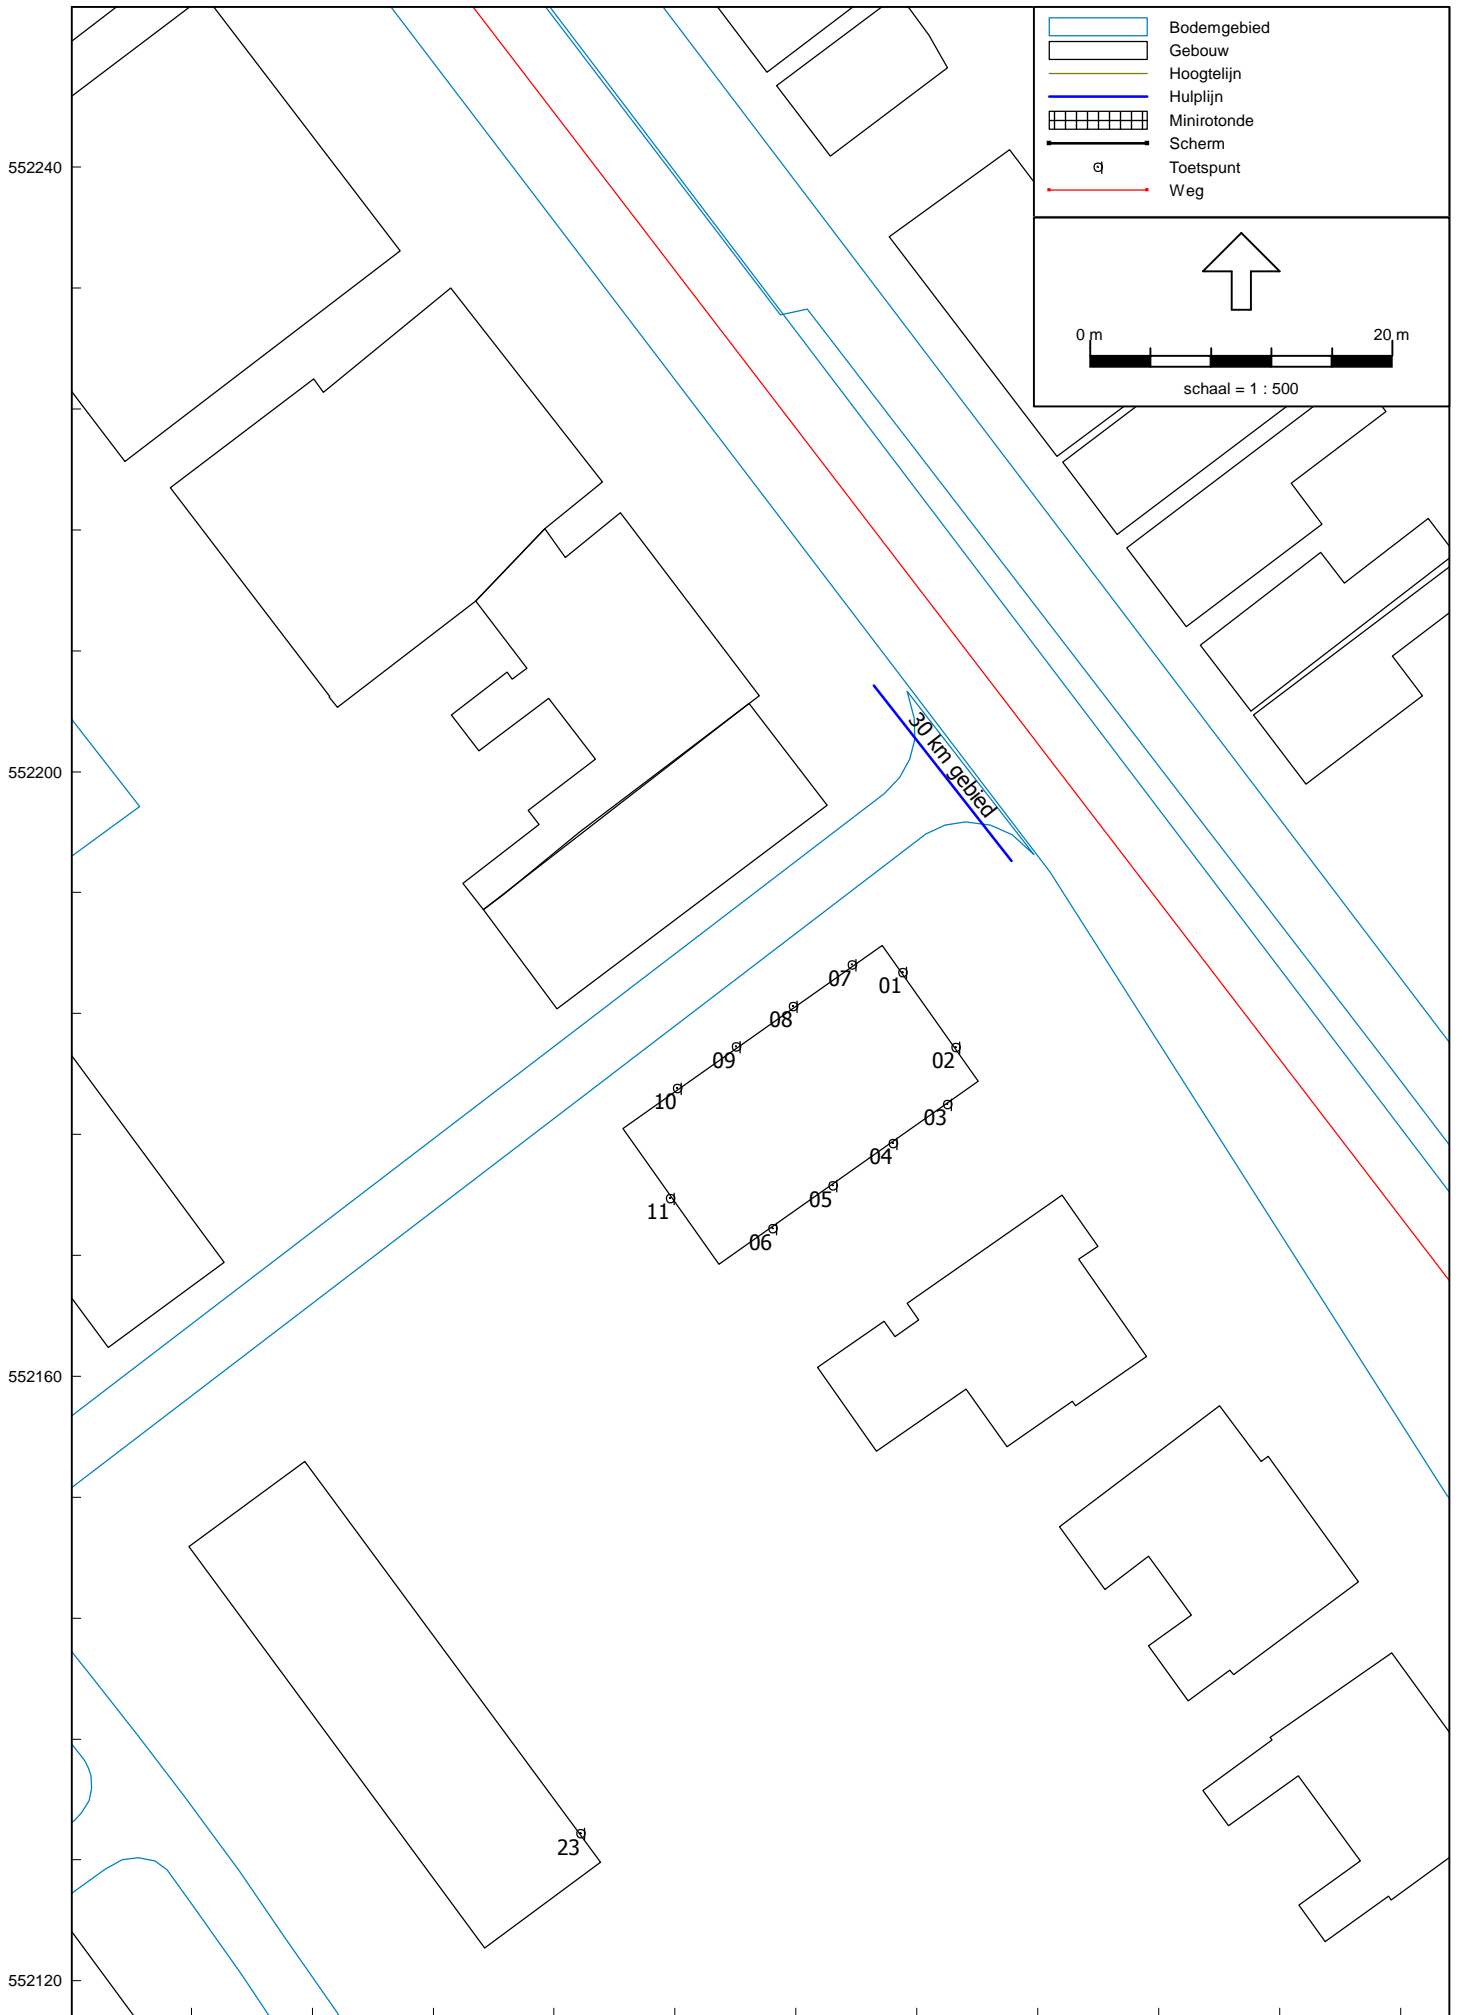 Bodemgebied
Gebouw
Hoogtelijn
Hulplijn
Minirotonde
Scherm
Toetspunt
Weg
0 m
20 m
schaal = 1 : 500
552240
552200
552160
552120
30 km gebied
07
01
08
09
02
10
03
04
05
11
06
23